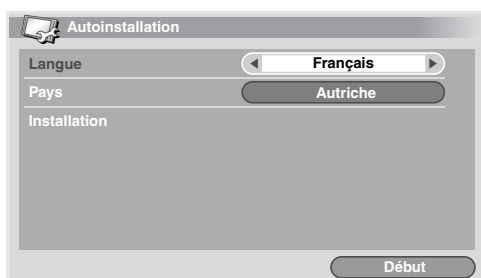 Autoinstallation
Langue Français
Pays Autriche
Installation
Début